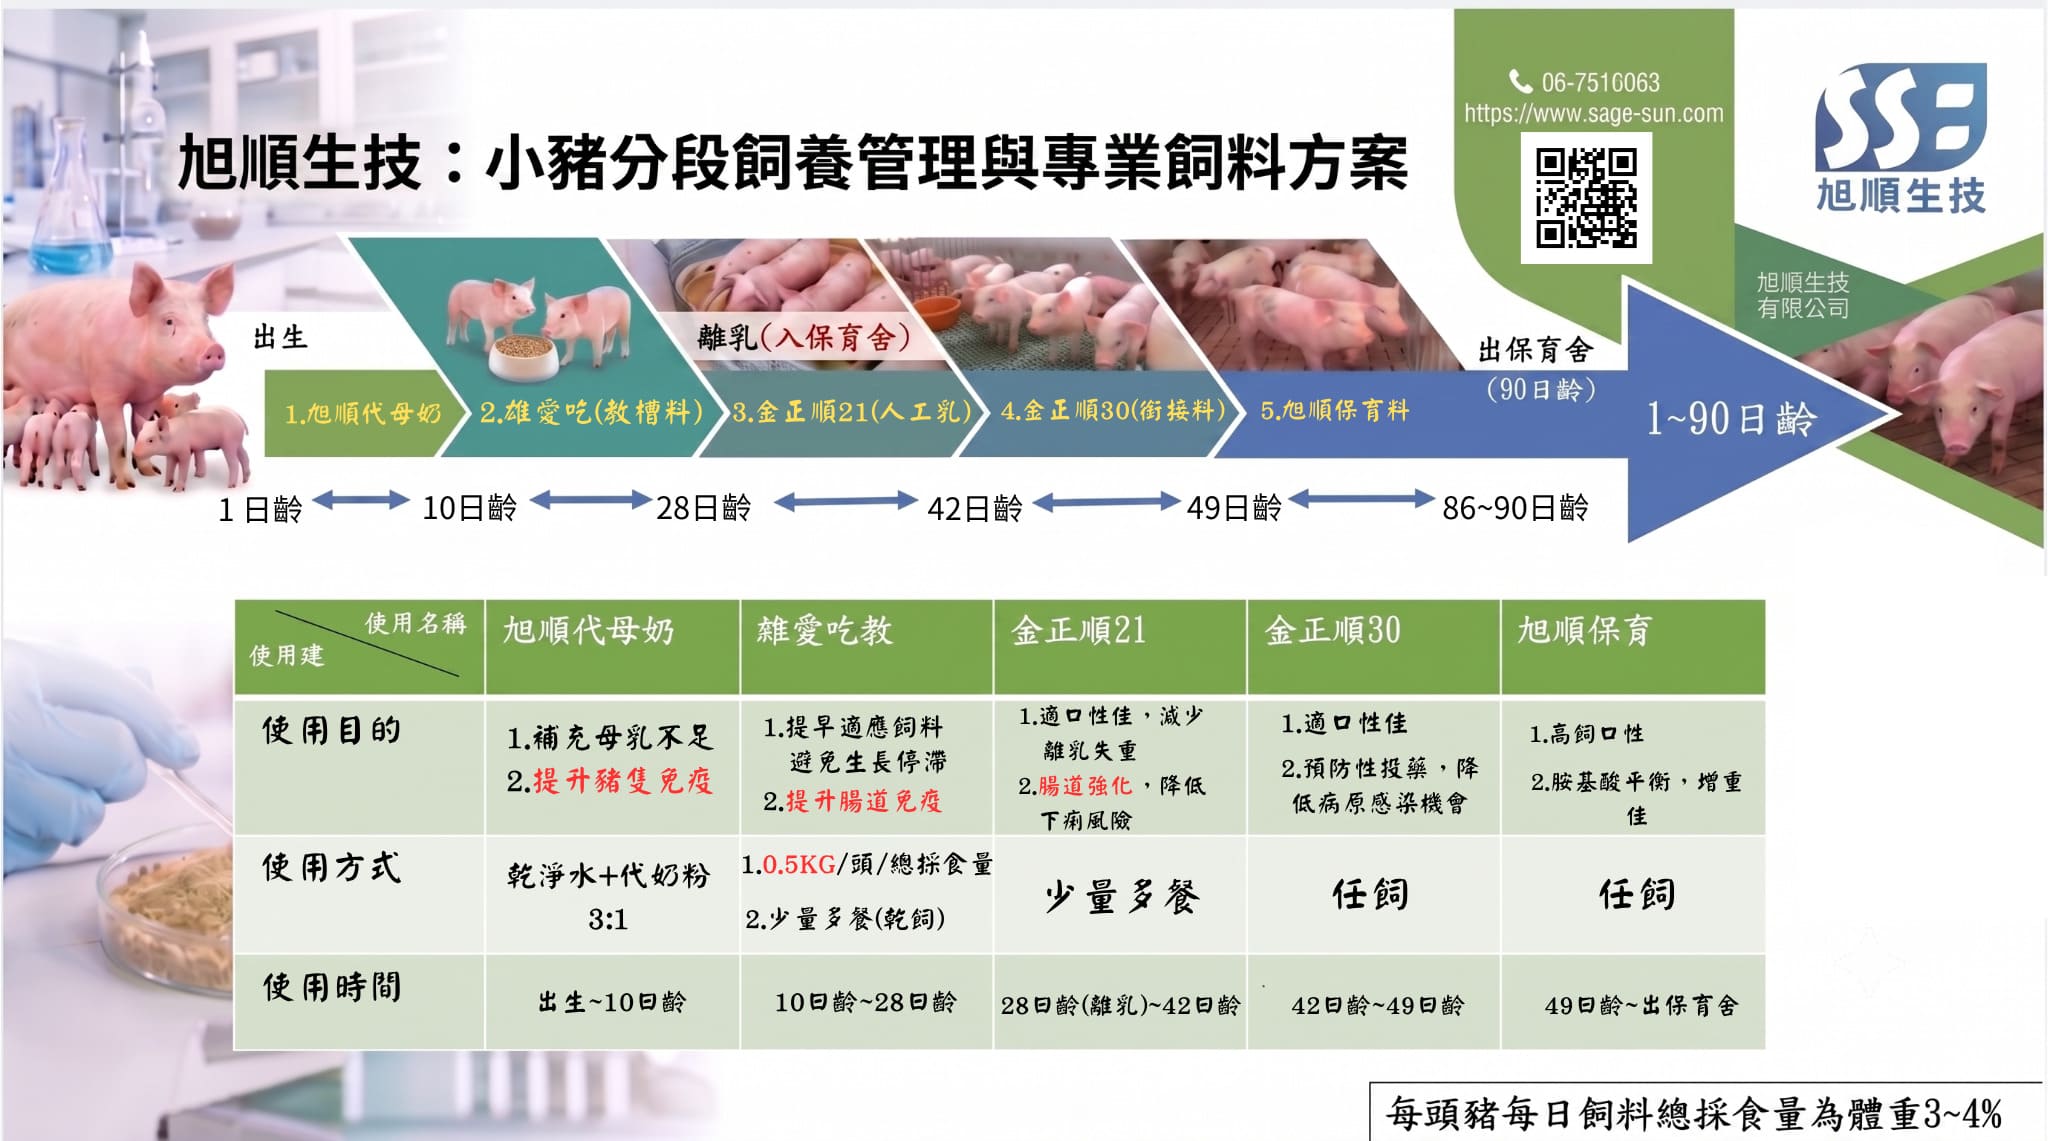 06-7516063
https://www.sage-sun.com
SSB
旭順生技
旭順生技：小豬分段飼養管理與專業飼料方案
旭順生技
有限公司
出生
離乳(入保育舍)
出保育舍
(90日齡)
1.旭順代母奶
2.雄愛吃(教槽料)
3.金正順21(人工乳)
4.金正順30(銜接料)
5.旭順保育料
1~90日齡
1 日齡
10日齡
28日齡
42日齡
49日齡
86~90日齡
使用名稱
使用建
旭順代母奶
雄愛吃教
金正順21
金正順30
旭順保育
使用目的
1.補充母乳不足
2.提升豬隻免疫
1.提早適應飼料
避免生長停滯
2.提升腸道免疫
1.適口性佳，減少
離乳失重
2.腸道強化，降低
下痢風險
1.適口性佳
2.預防性投藥，降
低病原感染機會
1.高飼口性
2.胺基酸平衡，增重
佳
使用方式
乾淨水+代奶粉
3:1
1.0.5KG/頭/總採食量
2.少量多餐(乾飼)
少量多餐
任飼
任飼
使用時間
出生~10日齡
10日齡~28日齡
28日齡(離乳)~42日齡
42日齡~49日齡
49日齡~出保育舍
每頭豬每日飼料總採食量為體重3~4%